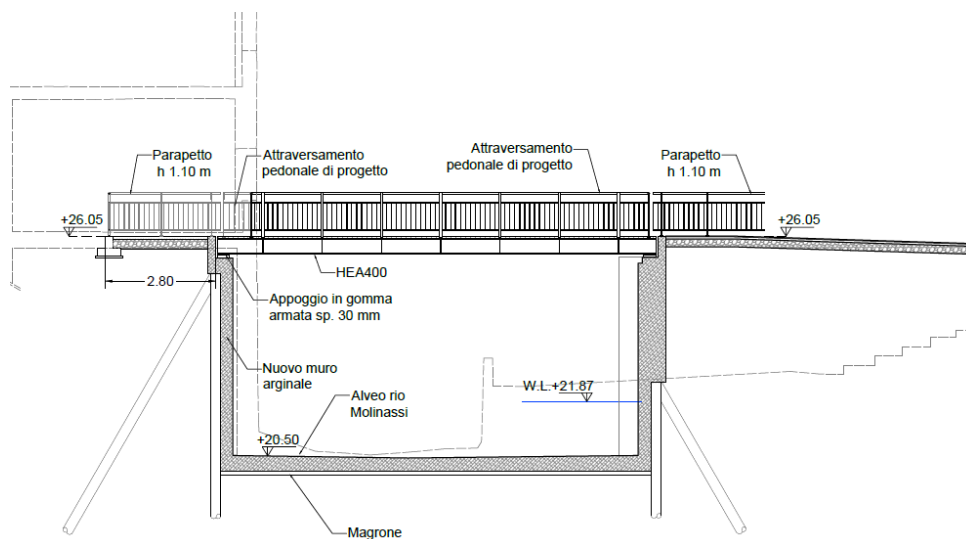 Parapetto
h 1.10 m
Attraversamento
pedonale di progetto
Attraversamento
pedonale di progetto
Parapetto
h 1.10 m
+26.05
+26.05
2.80
HEA400
Appoggio in gomma
armata sp. 30 mm
Nuovo muro
arginale
W.L.+21.87
Alveo rio
Molinassi
+20.50
Magrone